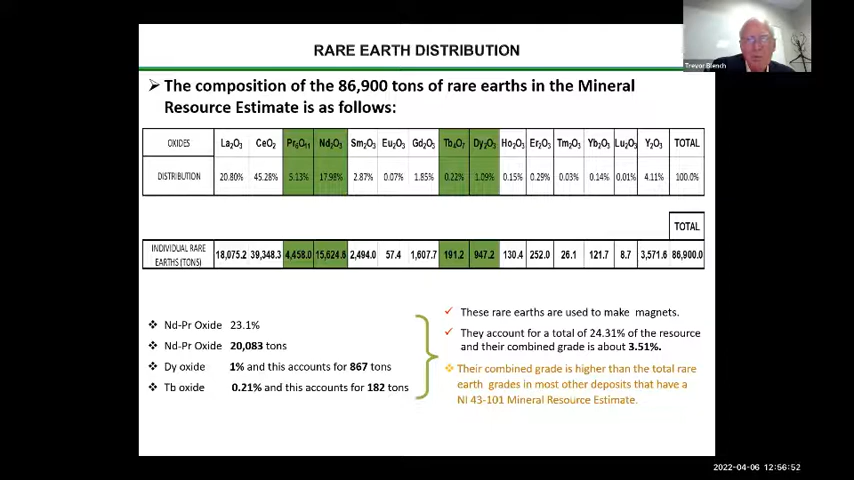 RARE EARTH DISTRIBUTION
Trevor Blench
➢ The composition of the 86,900 tons of rare earths in the Mineral
Resource Estimate is as follows:
OXIDES La₂O₃ CeO₂ Pr₆O₁₁ Nd₂O₃ Sm₂O₃ Eu₂O₃ Gd₂O₃ Tb₄O₇ Dy₂O₃ Ho₂O₃ Er₂O₃ Tm₂O₃ Yb₂O₃ Lu₂O₃ Y₂O₃ TOTAL
DISTRIBUTION 20.80% 45.28% 5.13% 17.98% 2.87% 0.07% 1.85% 0.22% 1.09% 0.15% 0.29% 0.03% 0.14% 0.01% 4.11% 100.0%
TOTAL
INDIVIDUAL RARE
EARTHS (TONS) 18,075.2 39,348.3 4,458.0 15,624.6 2,494.0 57.4 1,607.7 191.2 947.2 130.4 252.0 26.1 121.7 8.7 3,571.6 86,900.0
❖ Nd-Pr Oxide 23.1%
❖ Nd-Pr Oxide 20,083 tons
❖ Dy oxide 1% and this accounts for 867 tons
❖ Tb oxide 0.21% and this accounts for 182 tons
✓ These rare earths are used to make magnets.
✓ They account for a total of 24.31% of the resource
and their combined grade is about 3.51%.
❖ Their combined grade is higher than the total rare
earth grades in most other deposits that have a
NI 43-101 Mineral Resource Estimate.
2022-04-06 12:56:52